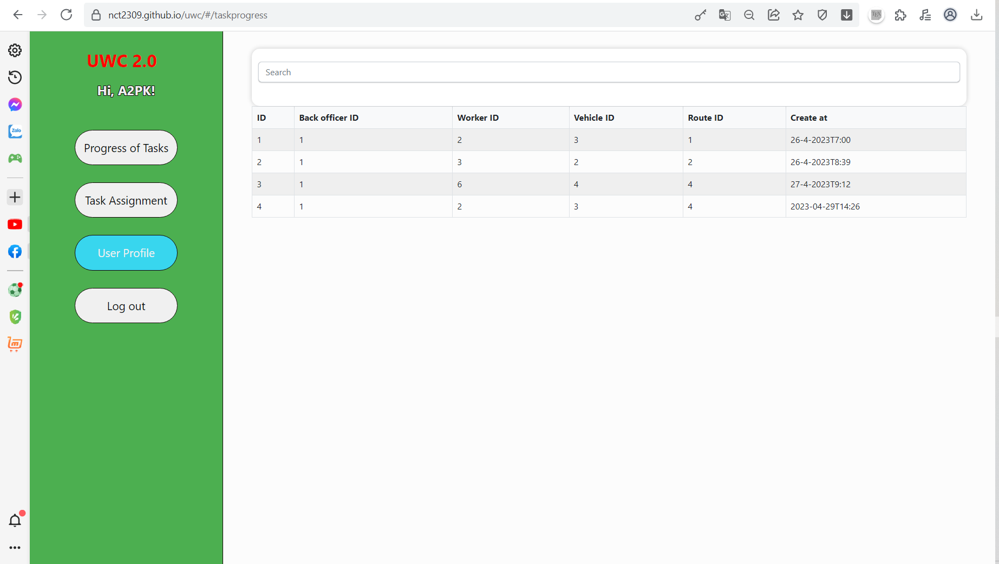 nct2309.github.io/uwc/#/taskprogress
UWC 2.0
Hi, A2PK!
Progress of Tasks
Task Assignment
User Profile
Log out
Zalo
Search
ID Back officer ID Worker ID Vehicle ID Route ID Create at
1 1 2 3 1 26-4-2023T7:00
2 1 3 2 2 26-4-2023T8:39
3 1 6 4 4 27-4-2023T9:12
4 1 2 3 4 2023-04-29T14:26